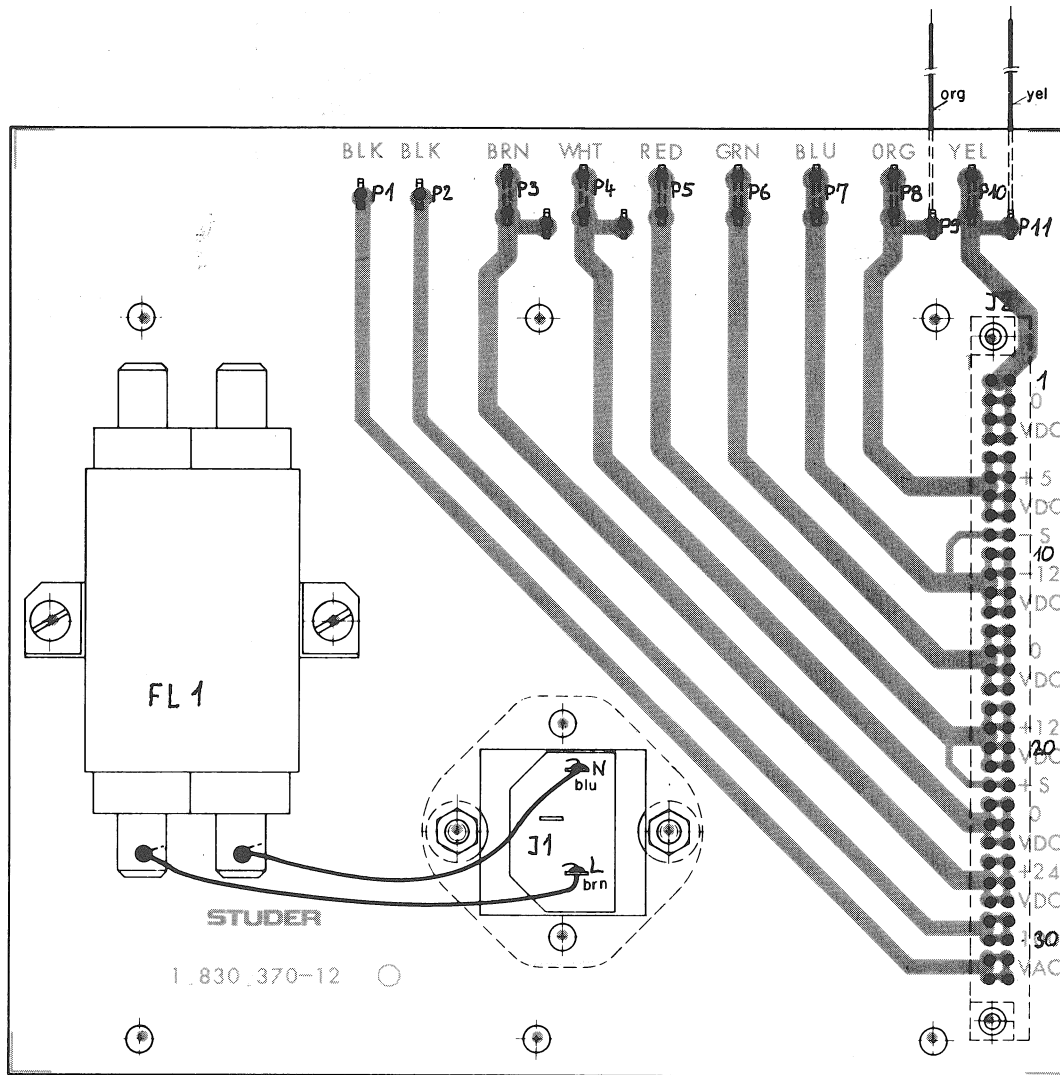 org yel
BLK BLK BRN WHT RED GRN BLU ORG YEL
P1 P2 P3 P4 P5 P6 P7 P8 P10
P9 P11
J2
1
0
VDC
+5
VDC
-S
10
-12
VDC
0
VDC
+12
20
VDC
+S
0
VDC
+24
VDC
30
VAC
FL 1
N
blu
J1
L
brn
STUDER
1.830.370-12